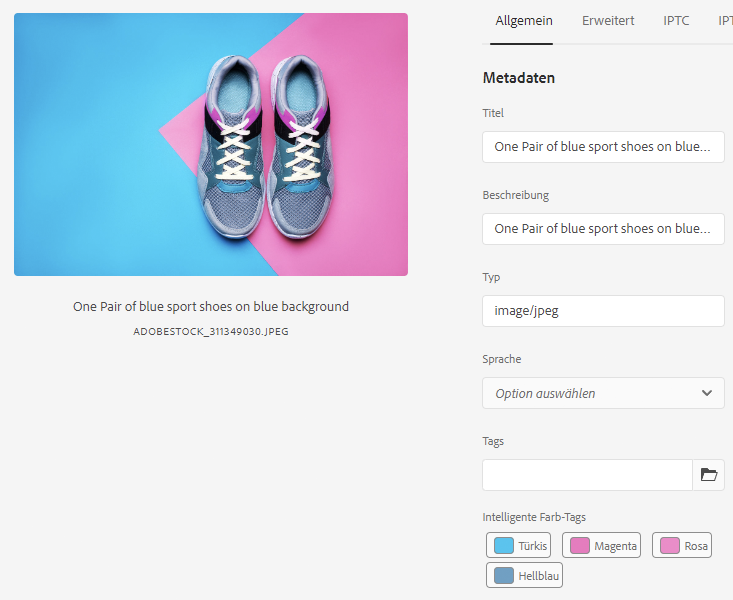 Allgemein Erweitert IPTC IPT
Metadaten
Titel
One Pair of blue sport shoes on blue...
Beschreibung
One Pair of blue sport shoes on blue...
One Pair of blue sport shoes on blue background
ADOBESTOCK_311349030.JPEG
Typ
image/jpeg
Sprache
Option auswählen
Tags
Intelligente Farb-Tags
Türkis Magenta Rosa
Hellblau